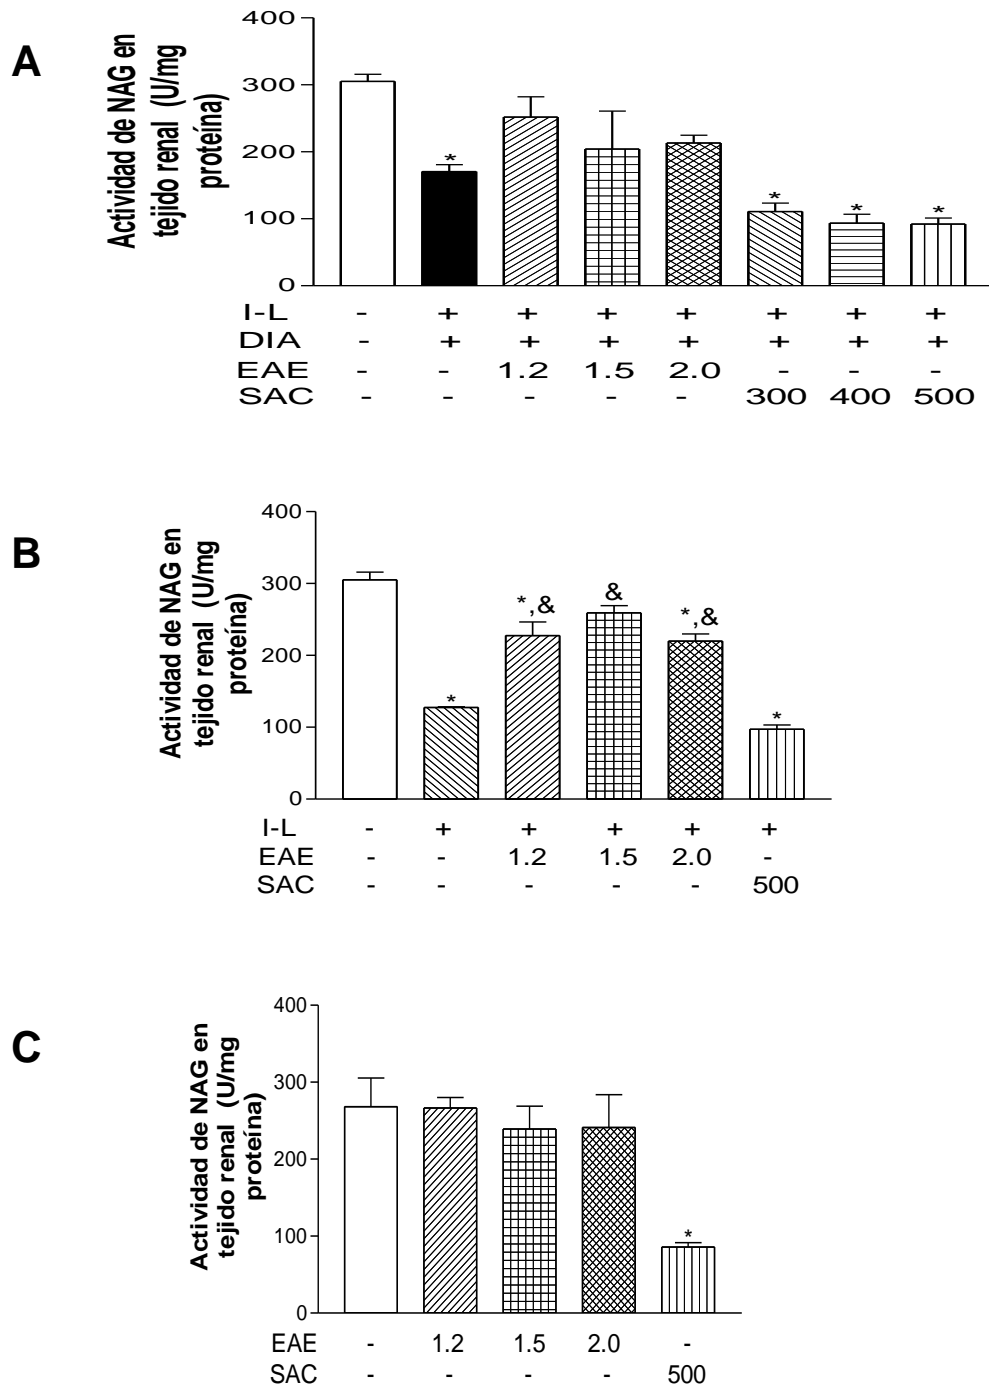 A
Actividad de NAG en
tejido renal (U/mg
proteína)
400
300
200
100
0
*
*
*
*
I-L - + + + + + + +
DIA - + + + + + + +
EAE - - 1.2 1.5 2.0 - - -
SAC - - - - - 300 400 500
B
Actividad de NAG en
tejido renal (U/mg
proteína)
400
300
200
100
0
*
*,&
&
*,&
*
I-L - + + + + +
EAE - - 1.2 1.5 2.0 -
SAC - - - - - 500
C
Actividad de NAG en
tejido renal (U/mg
proteína)
400
300
200
100
0
*
EAE - 1.2 1.5 2.0 -
SAC - - - - 500